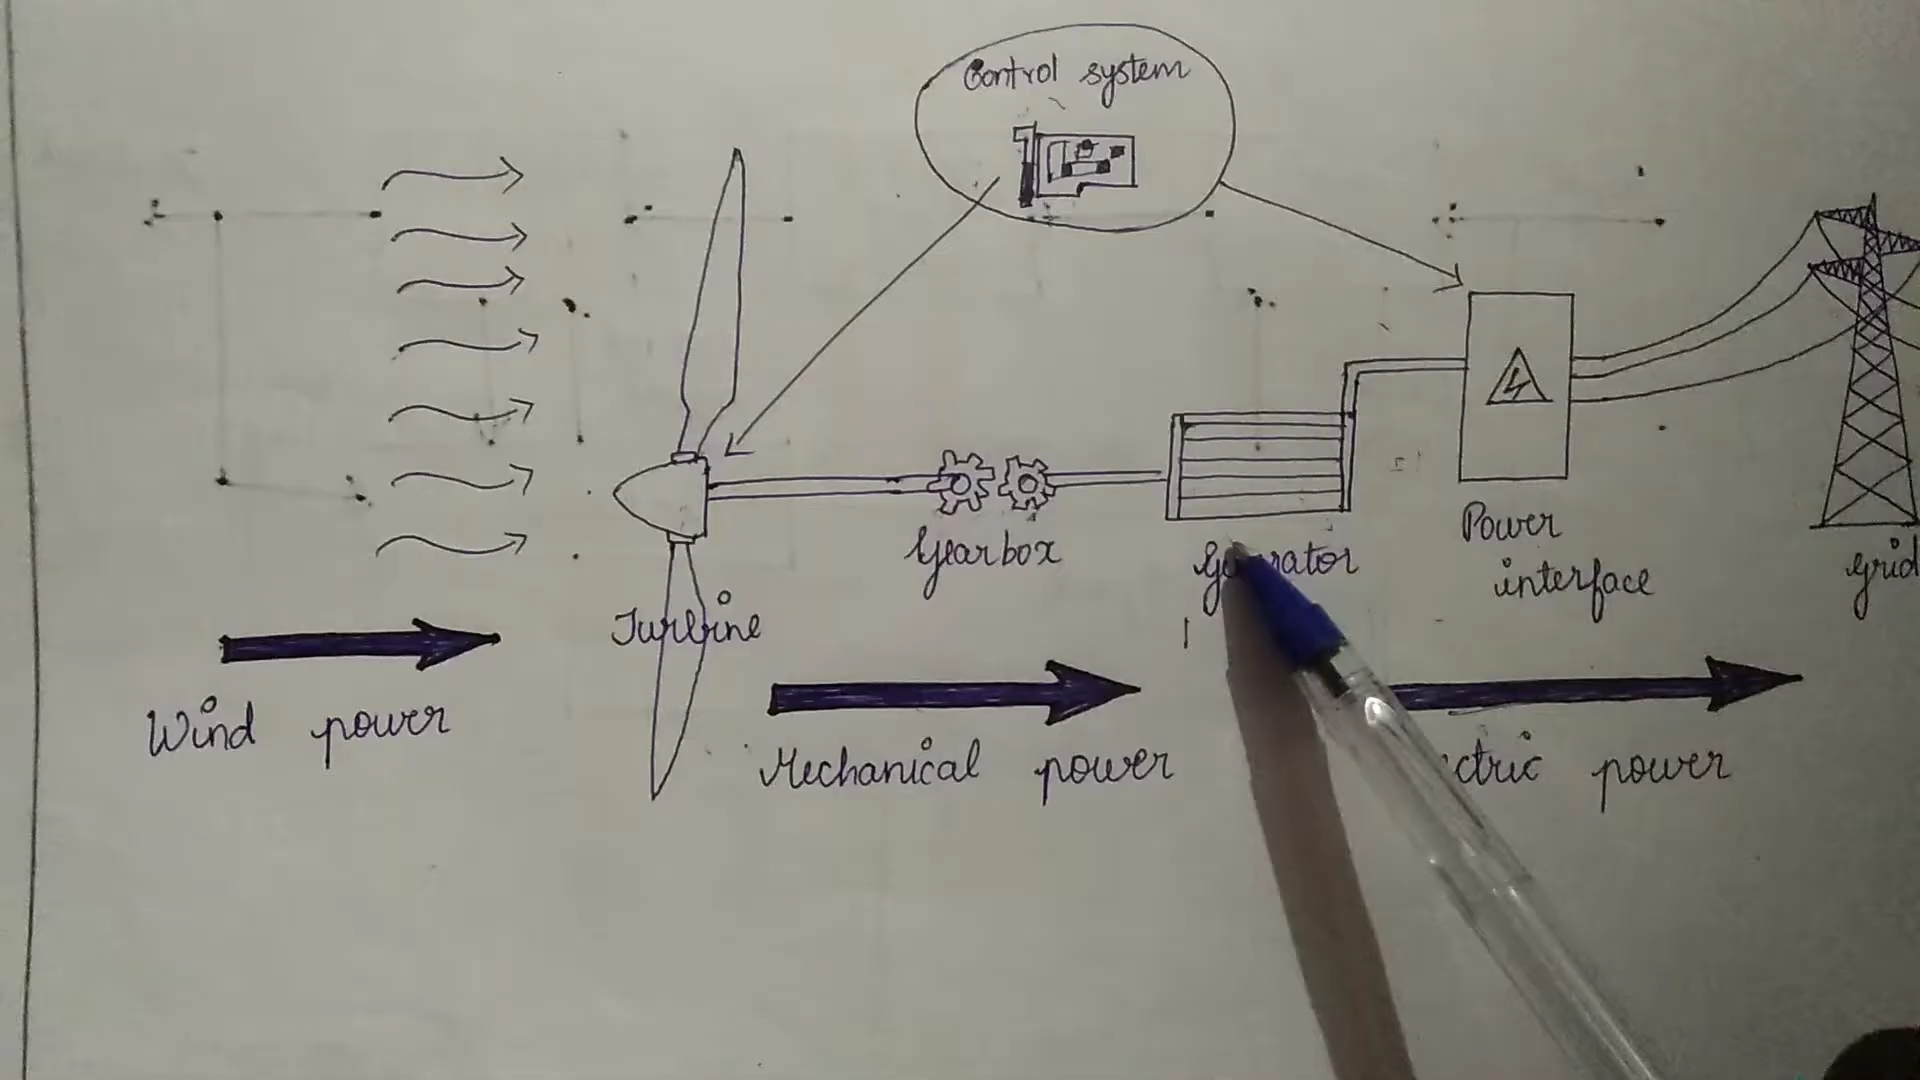 Control system
Gearbox
Power
interface
Grid
Turbine
Wind power
Mechanical power
power